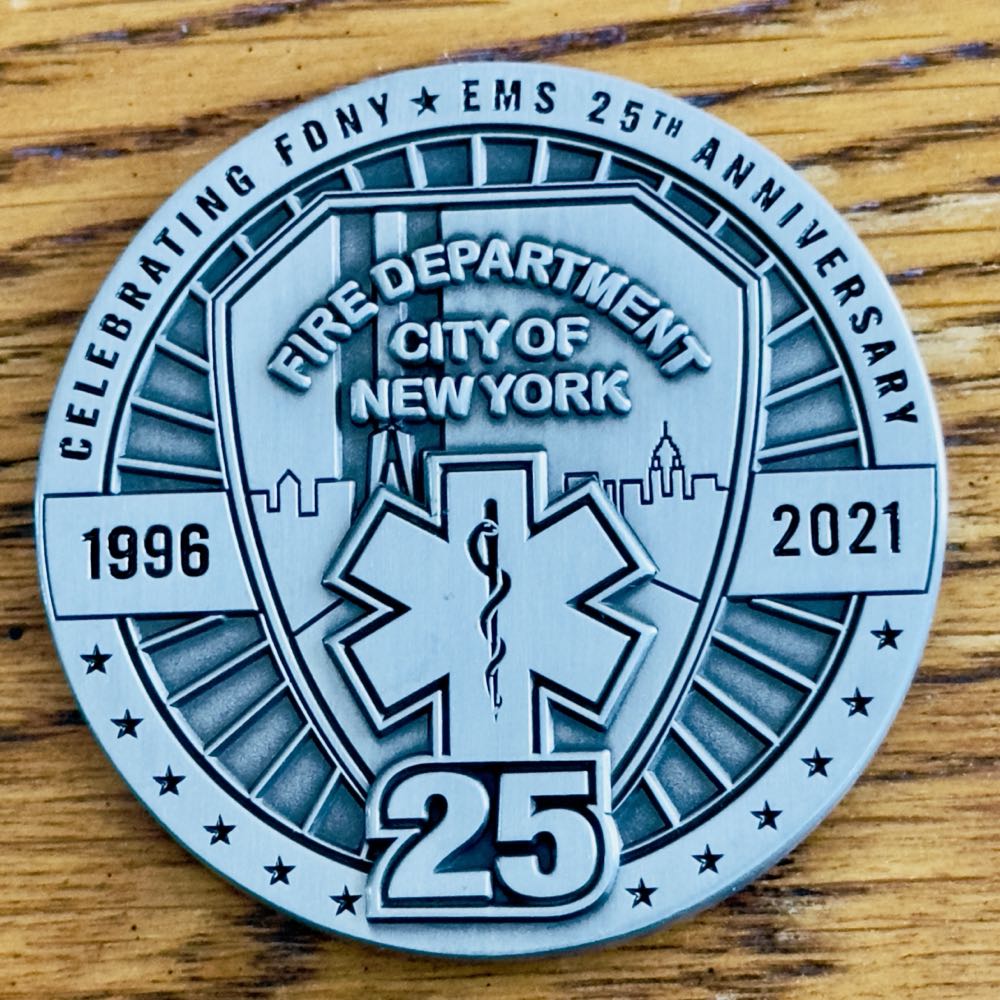 CELEBRATING FDNY ★ EMS 25TH ANNIVERSARY
FIRE DEPARTMENT
CITY OF
NEW YORK
1996
2021
25